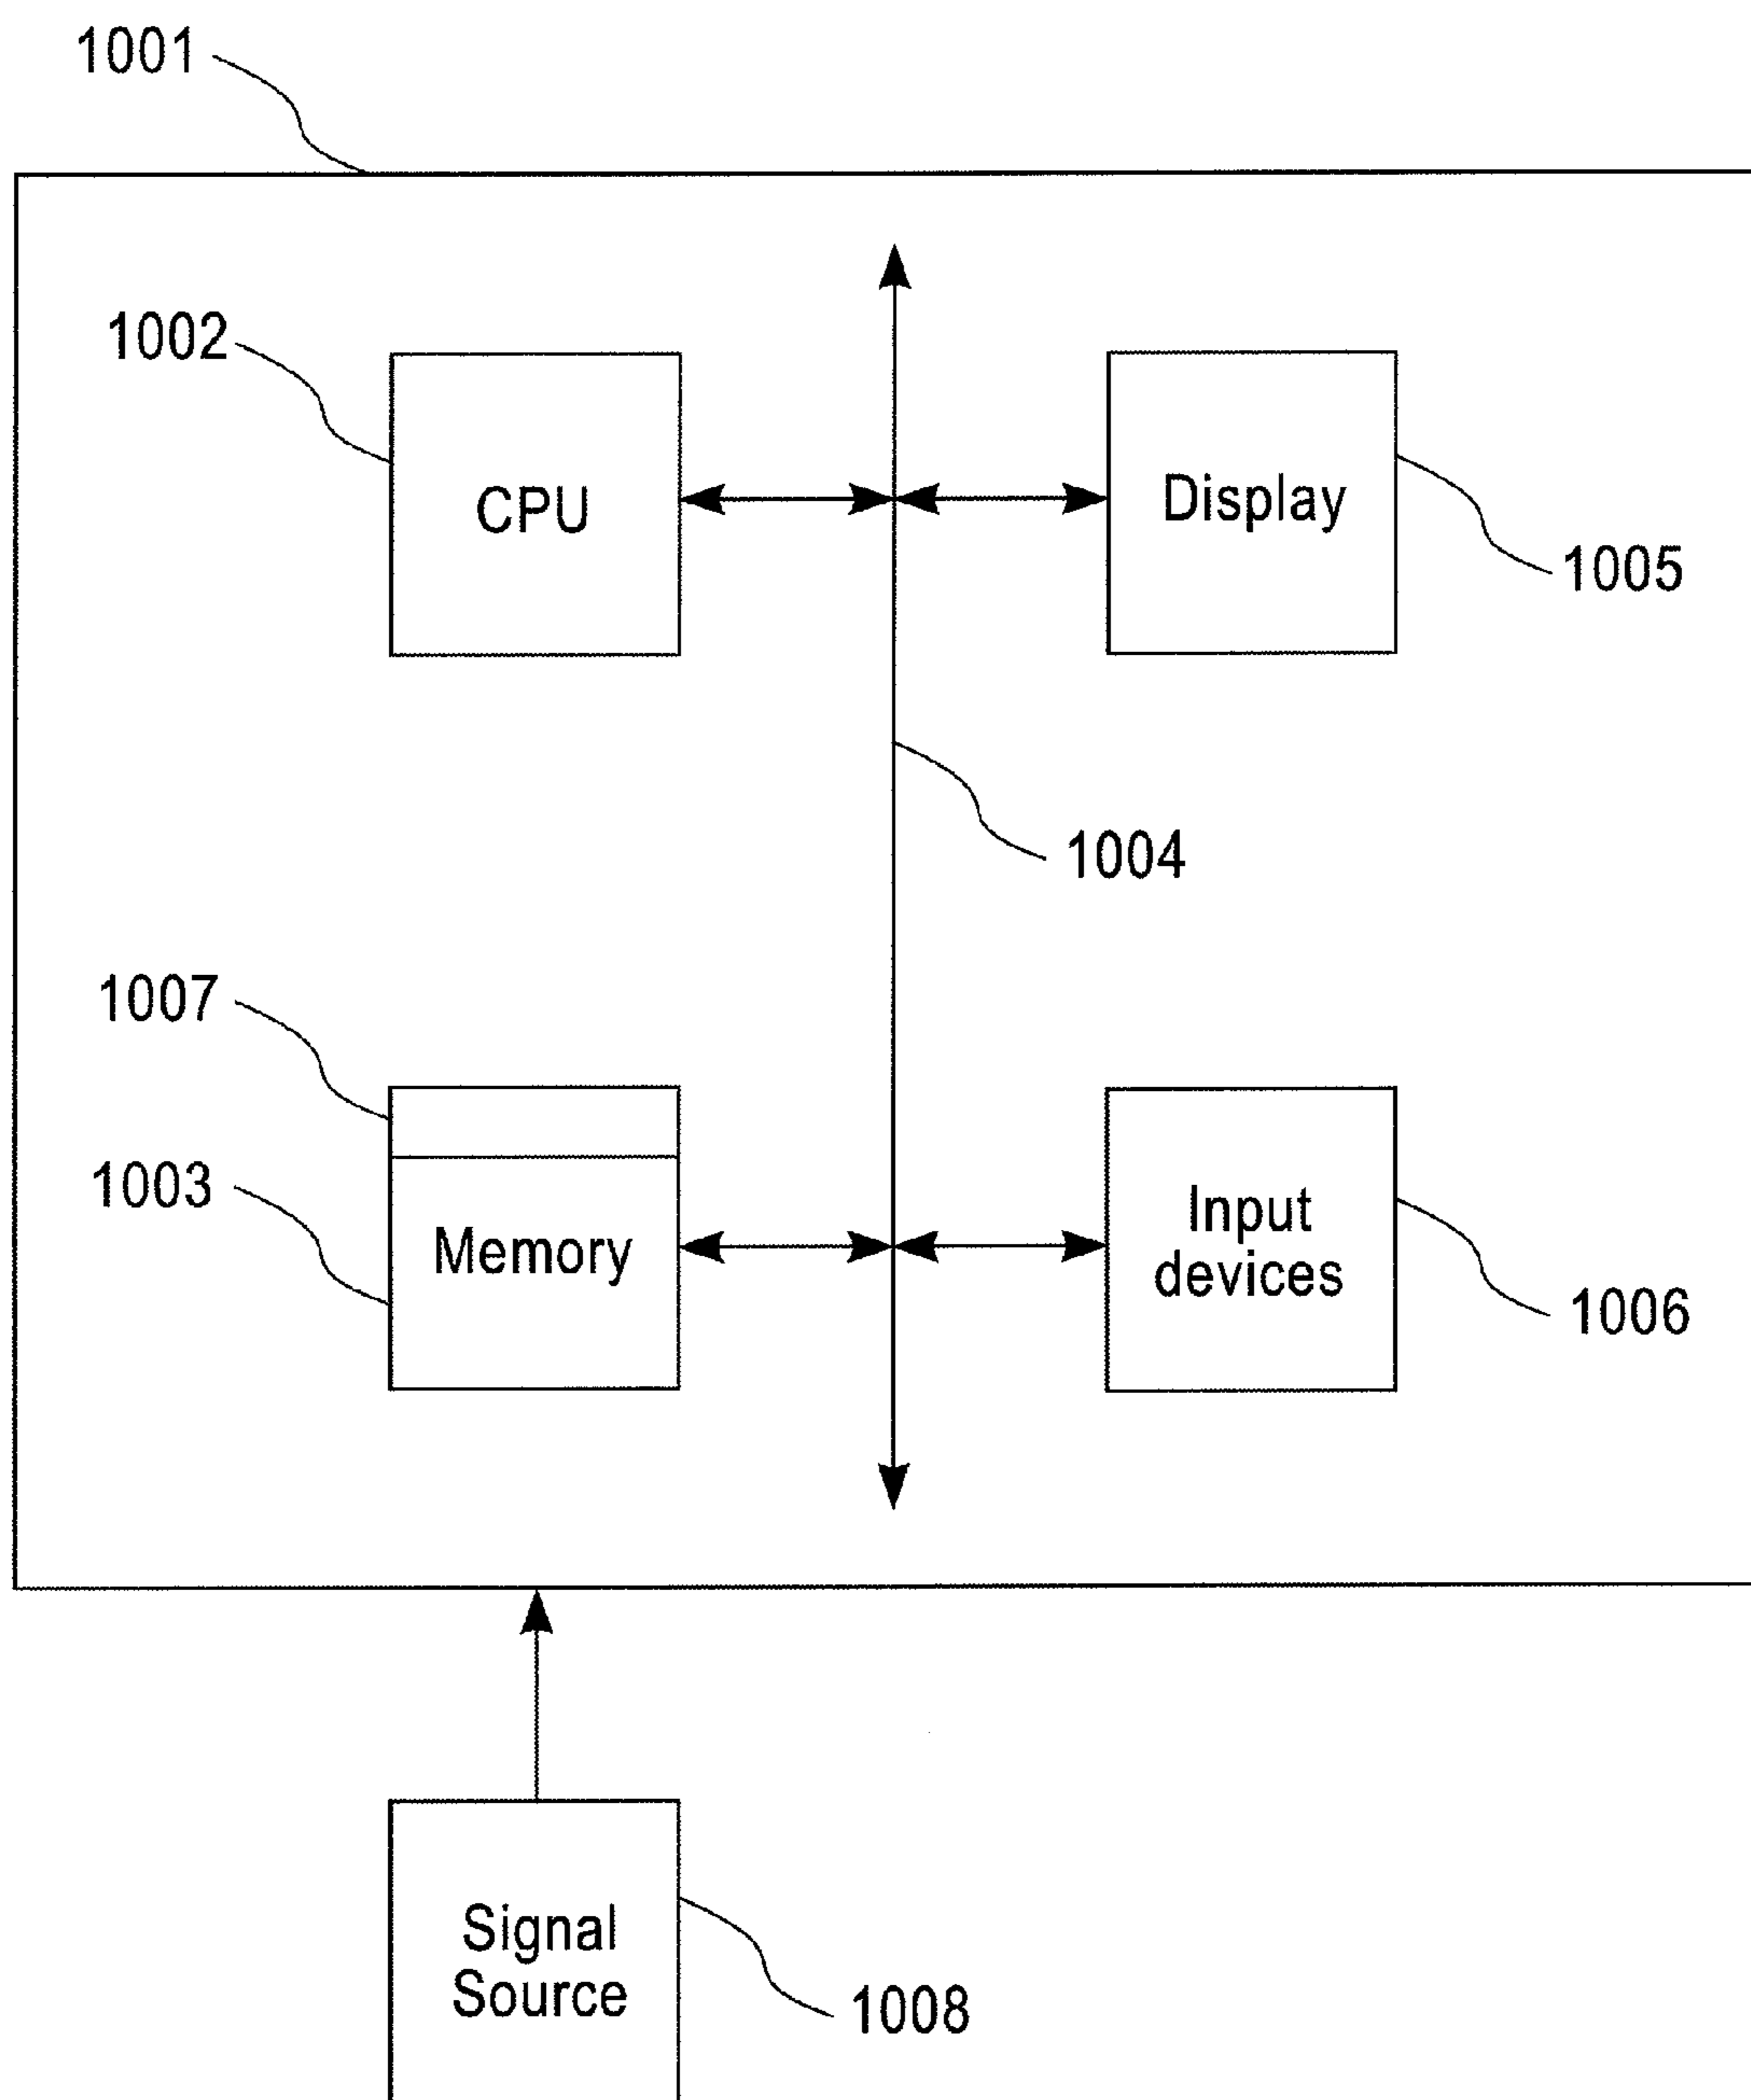 1001
1002
CPU
Display
1005
1004
1007
1003
Memory
Input
devices
1006
Signal
Source
1008